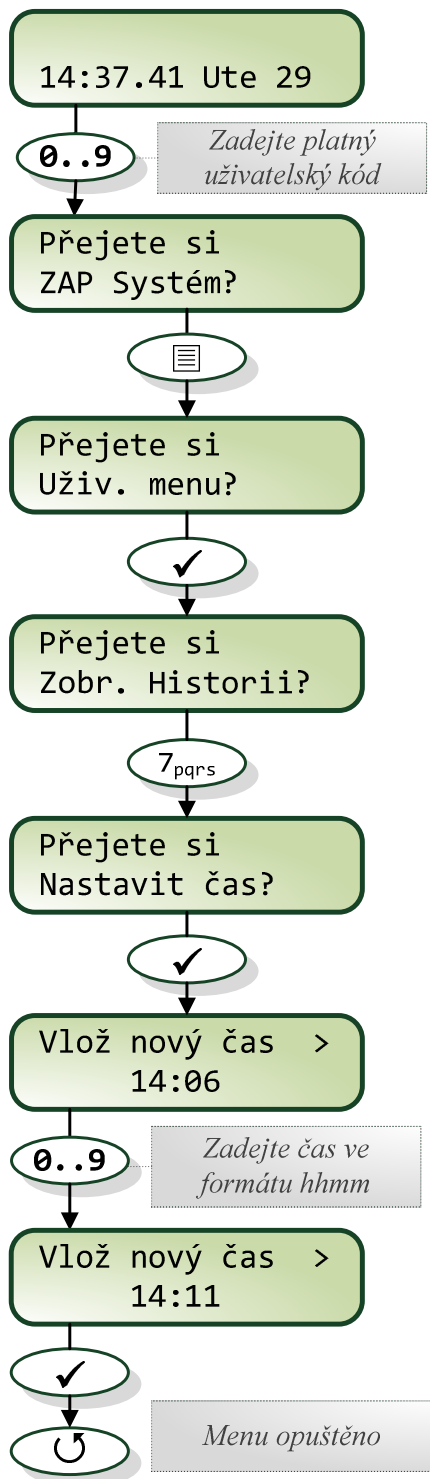 14:37.41 Ute 29
0..9
Zadejte platný
uživatelský kód
Přejete si
ZAP Systém?
Přejete si
Uživ. menu?
Přejete si
Zobr. Historii?
7pqrs
Přejete si
Nastavit čas?
Vlož nový čas >
14:06
0..9
Zadejte čas ve
formátu hhmm
Vlož nový čas >
14:11
Menu opuštěno